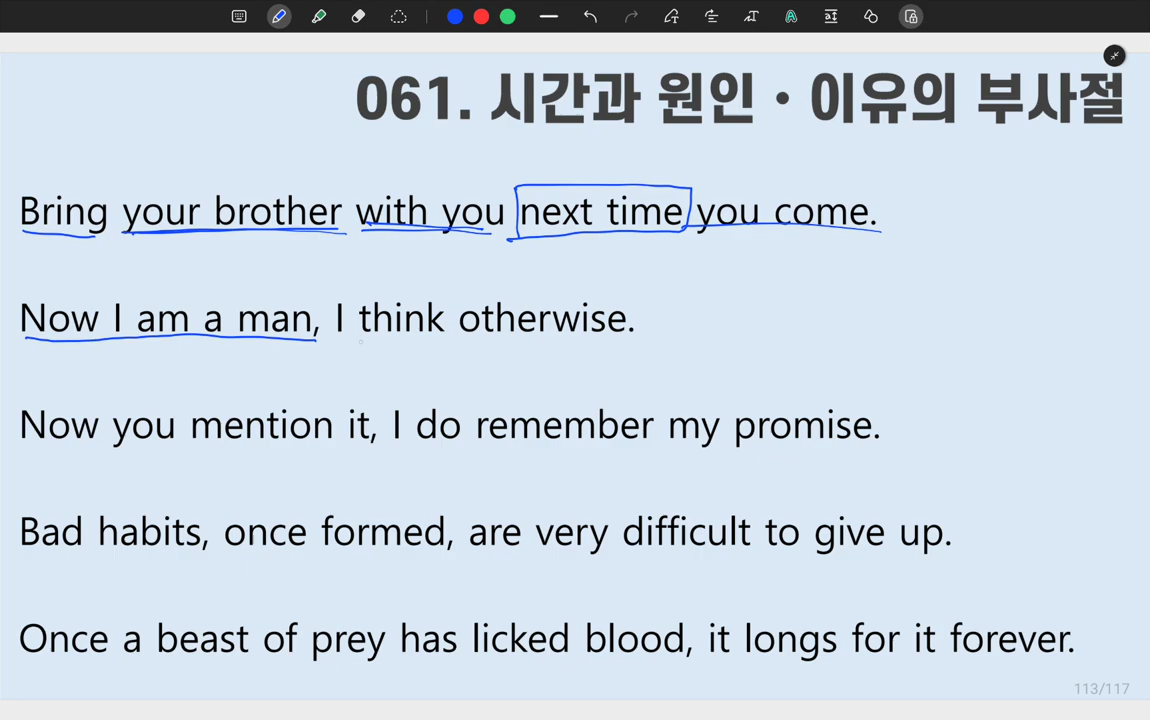 061. 시간과 원인・이유의 부사절
Bring your brother with you next time you come.
Now I am a man, I think otherwise.
Now you mention it, I do remember my promise.
Bad habits, once formed, are very difficult to give up.
Once a beast of prey has licked blood, it longs for it forever.
113/117